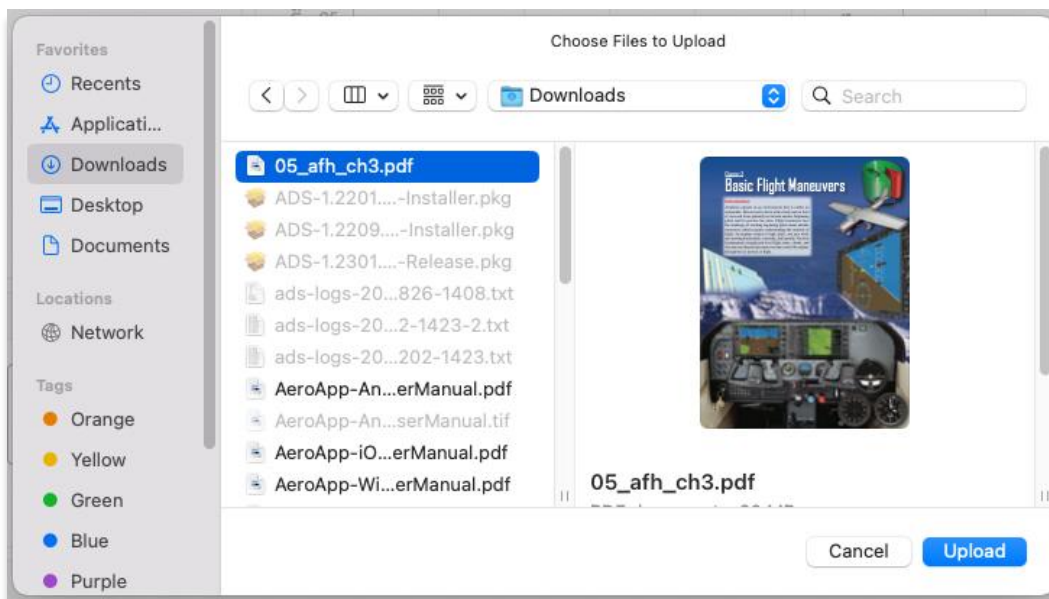 Choose Files to Upload
Favorites
Recents
Applicati...
Downloads
Desktop
Documents
Locations
Network
Tags
Orange
Yellow
Green
Blue
Purple
Downloads
Search
05_afh_ch3.pdf
ADS-1.2201....-Installer.pkg
ADS-1.2209....-Installer.pkg
ADS-1.2301....-Release.pkg
ads-logs-20...826-1408.txt
ads-logs-20...2-1423-2.txt
ads-logs-20...202-1423.txt
AeroApp-An...erManual.pdf
AeroApp-An...serManual.tif
AeroApp-iO...erManual.pdf
AeroApp-Wi...erManual.pdf
Chapter 3
Basic Flight Maneuvers
Introduction
05_afh_ch3.pdf
Cancel
Upload